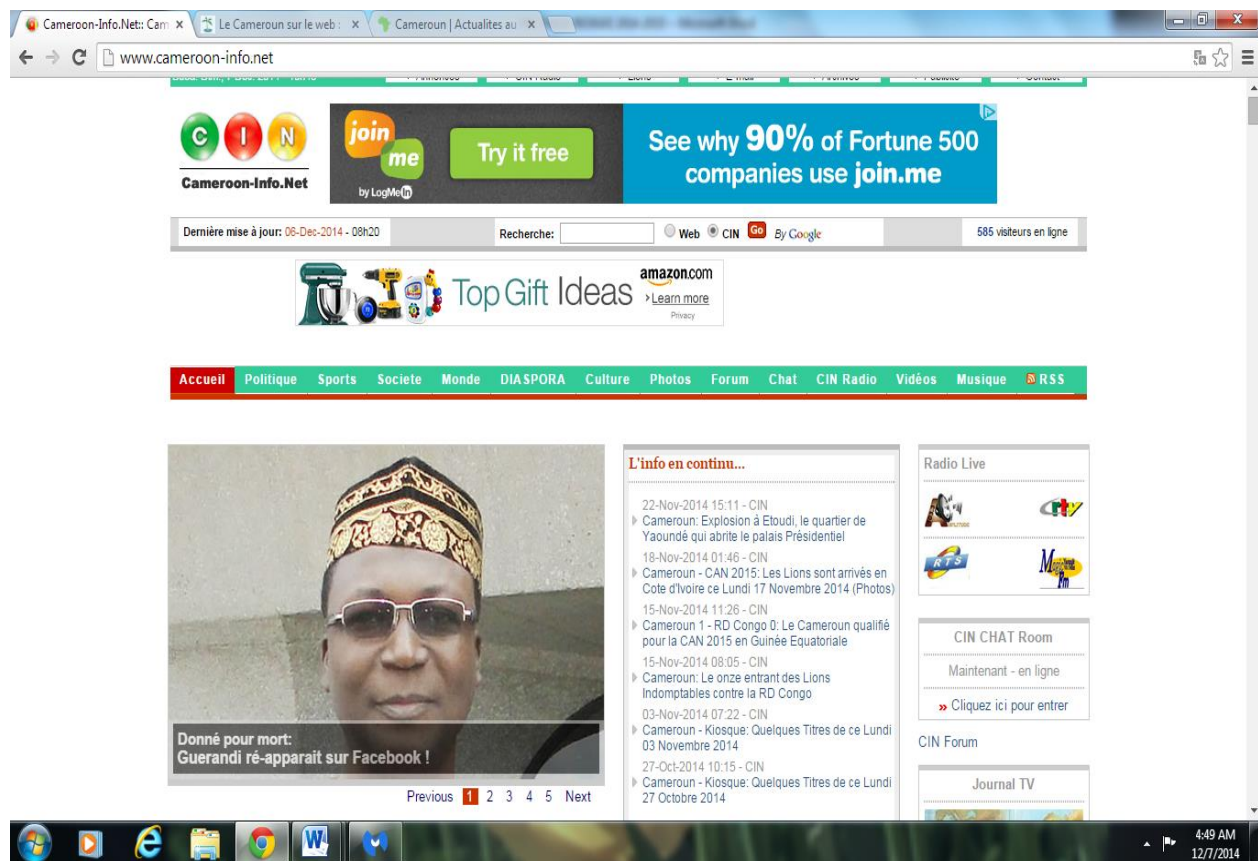 Cameroon-Info.Net:: Cam
Le Cameroun sur le web :
Cameroun | Actualites au
www.cameroon-info.net
C I N
Cameroon-Info.Net
join
me
by LogMeIn
Try it free
See why 90% of Fortune 500
companies use join.me
Dernière mise à jour: 06-Dec-2014 - 08h20
Recherche:
Web CIN Go By Google
585 visiteurs en ligne
Top Gift Ideas
amazon.com
Learn more
Privacy
Accueil Politique Sports Societe Monde DIASPORA Culture Photos Forum Chat CIN Radio Vidéos Musique RSS
Donné pour mort:
Guerandi ré-apparait sur Facebook !
Previous 1 2 3 4 5 Next
L'info en continu...
22-Nov-2014 15:11 - CIN
Cameroun: Explosion à Etoudi, le quartier de
Yaoundé qui abrite le palais Présidentiel
18-Nov-2014 01:46 - CIN
Cameroun - CAN 2015: Les Lions sont arrivés en
Cote d'Ivoire ce Lundi 17 Novembre 2014 (Photos)
15-Nov-2014 11:26 - CIN
Cameroun 1 - RD Congo 0: Le Cameroun qualifié
pour la CAN 2015 en Guinée Equatoriale
15-Nov-2014 08:05 - CIN
Cameroun: Le onze entrant des Lions
Indomptables contre la RD Congo
03-Nov-2014 07:22 - CIN
Cameroun - Kiosque: Quelques Titres de ce Lundi
03 Novembre 2014
27-Oct-2014 10:15 - CIN
Cameroun - Kiosque: Quelques Titres de ce Lundi
27 Octobre 2014
Radio Live
crtv
RTS
CIN CHAT Room
Maintenant - en ligne
» Cliquez ici pour entrer
CIN Forum
Journal TV
4:49 AM
12/7/2014